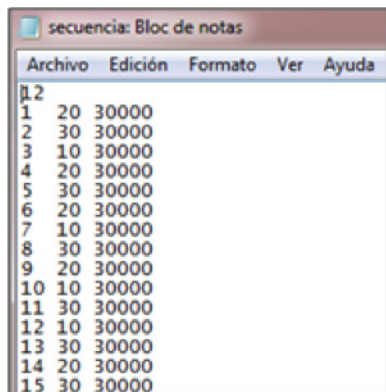 secuencia: Bloc de notas
Archivo Edición Formato Ver Ayuda
12
1 20 30000
2 30 30000
3 10 30000
4 20 30000
5 30 30000
6 20 30000
7 10 30000
8 30 30000
9 20 30000
10 10 30000
11 30 30000
12 10 30000
13 30 30000
14 20 30000
15 30 30000